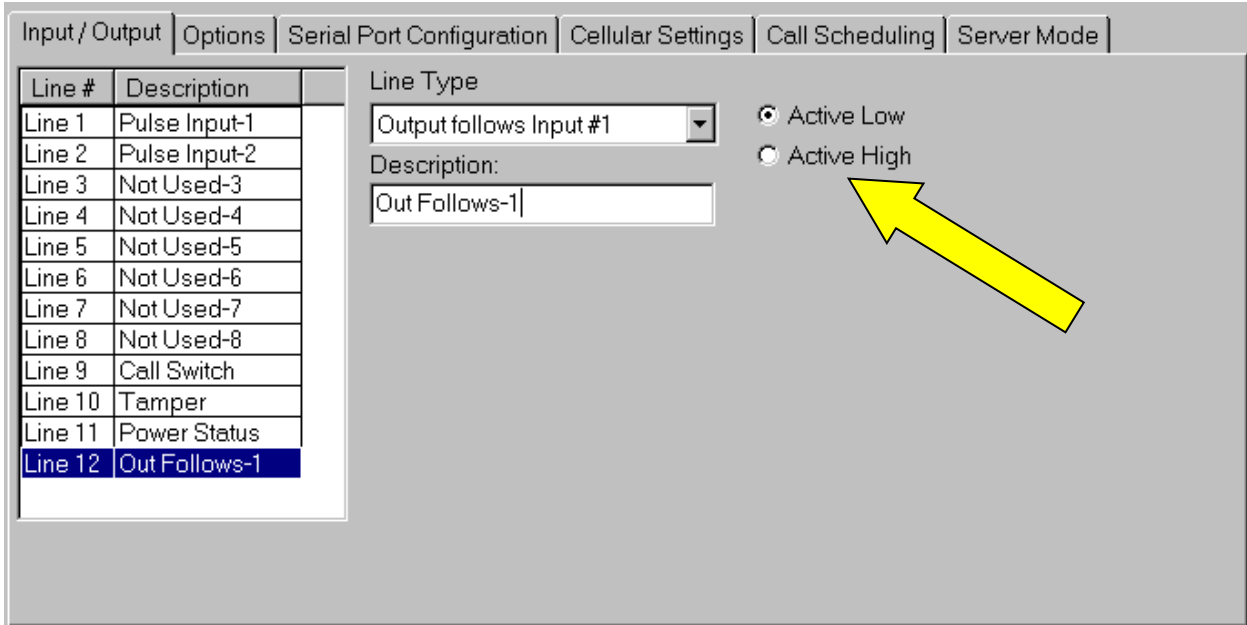 Input / Output Options Serial Port Configuration Cellular Settings Call Scheduling Server Mode
Line # Description
Line 1 Pulse Input-1
Line 2 Pulse Input-2
Line 3 Not Used-3
Line 4 Not Used-4
Line 5 Not Used-5
Line 6 Not Used-6
Line 7 Not Used-7
Line 8 Not Used-8
Line 9 Call Switch
Line 10 Tamper
Line 11 Power Status
Line 12 Out Follows-1
Line Type
Output follows Input #1
Description:
Out Follows-1
Active Low
Active High